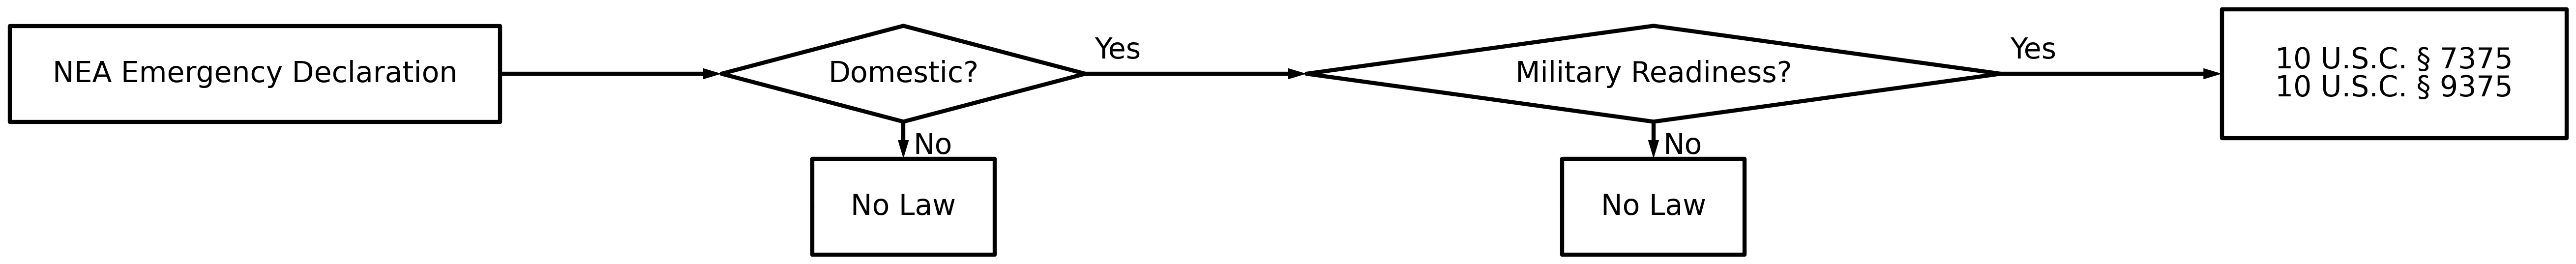 NEA Emergency Declaration
Domestic?
Yes
No
No Law
Military Readiness?
Yes
No
No Law
10 U.S.C. § 7375
10 U.S.C. § 9375